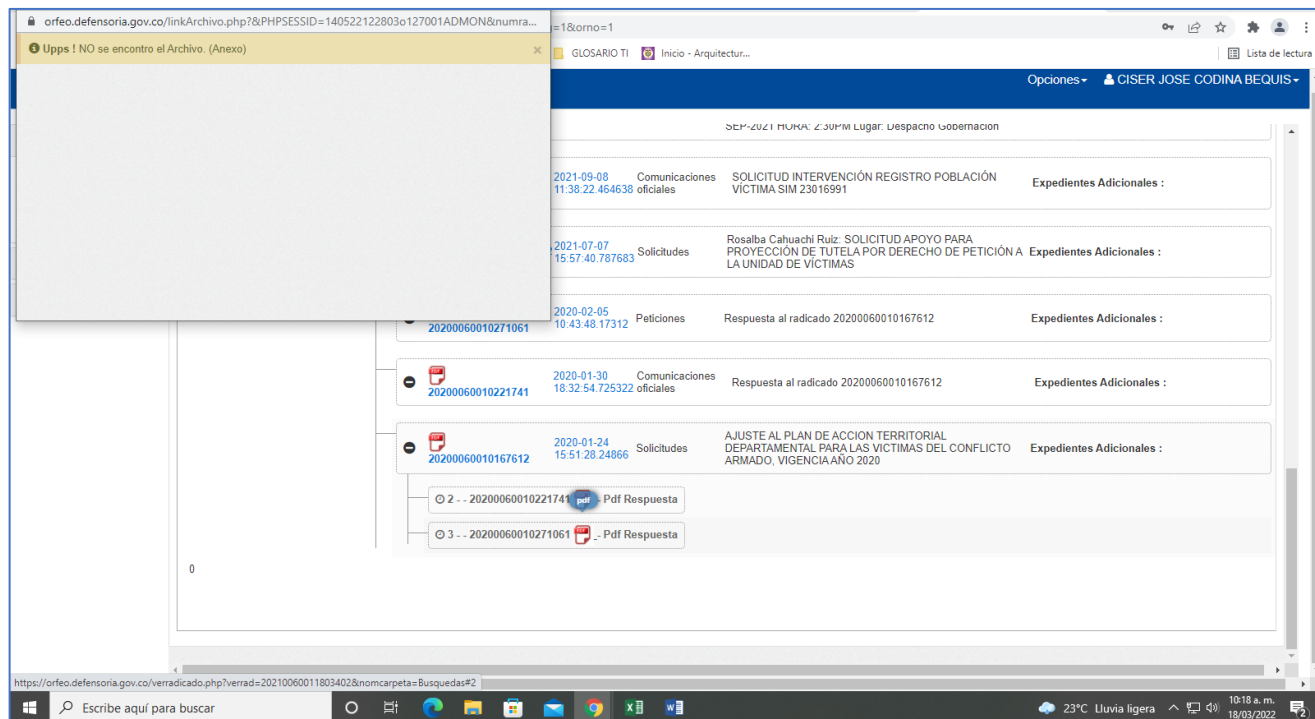 orfeo.defensoria.gov.co/linkArchivo.php?&PHPSESSID=140522122803o127001ADMON&numra...
=1&orno=1
Upps ! NO se encontro el Archivo. (Anexo) ×
GLOSARIO TI Inicio - Arquitectur... Lista de lectura
Opciones CISER JOSE CODINA BEQUIS
SEP-2021 HORA: 2:30PM Lugar: Despacho Gobernacion
2021-09-08 Comunicaciones SOLICITUD INTERVENCIÓN REGISTRO POBLACIÓN
11:38:22.464638 oficiales VÍCTIMA SIM 23016991 Expedientes Adicionales :
Rosalba Cahuachi Ruiz: SOLICITUD APOYO PARA
2021-07-07 Solicitudes PROYECCIÓN DE TUTELA POR DERECHO DE PETICIÓN A Expedientes Adicionales :
15:57:40.787683 LA UNIDAD DE VÍCTIMAS
2020-02-05 Peticiones Respuesta al radicado 20200060010167612 Expedientes Adicionales :
20200060010271061 10:43:48.17312
2020-01-30 Comunicaciones Respuesta al radicado 20200060010167612 Expedientes Adicionales :
20200060010221741 18:32:54.725322 oficiales
AJUSTE AL PLAN DE ACCION TERRITORIAL
2020-01-24 Solicitudes DEPARTAMENTAL PARA LAS VICTIMAS DEL CONFLICTO Expedientes Adicionales :
20200060010167612 15:51:28.24866 ARMADO, VIGENCIA AÑO 2020
2 - - 20200060010221741 pdf - Pdf Respuesta
3 - - 20200060010271061 - Pdf Respuesta
0
https://orfeo.defensoria.gov.co/verradicado.php?verrad=20210060011803402&nomcarpeta=Busquedas#2
Escribe aquí para buscar 23°C Lluvia ligera 10:18 a. m.
18/03/2022 2